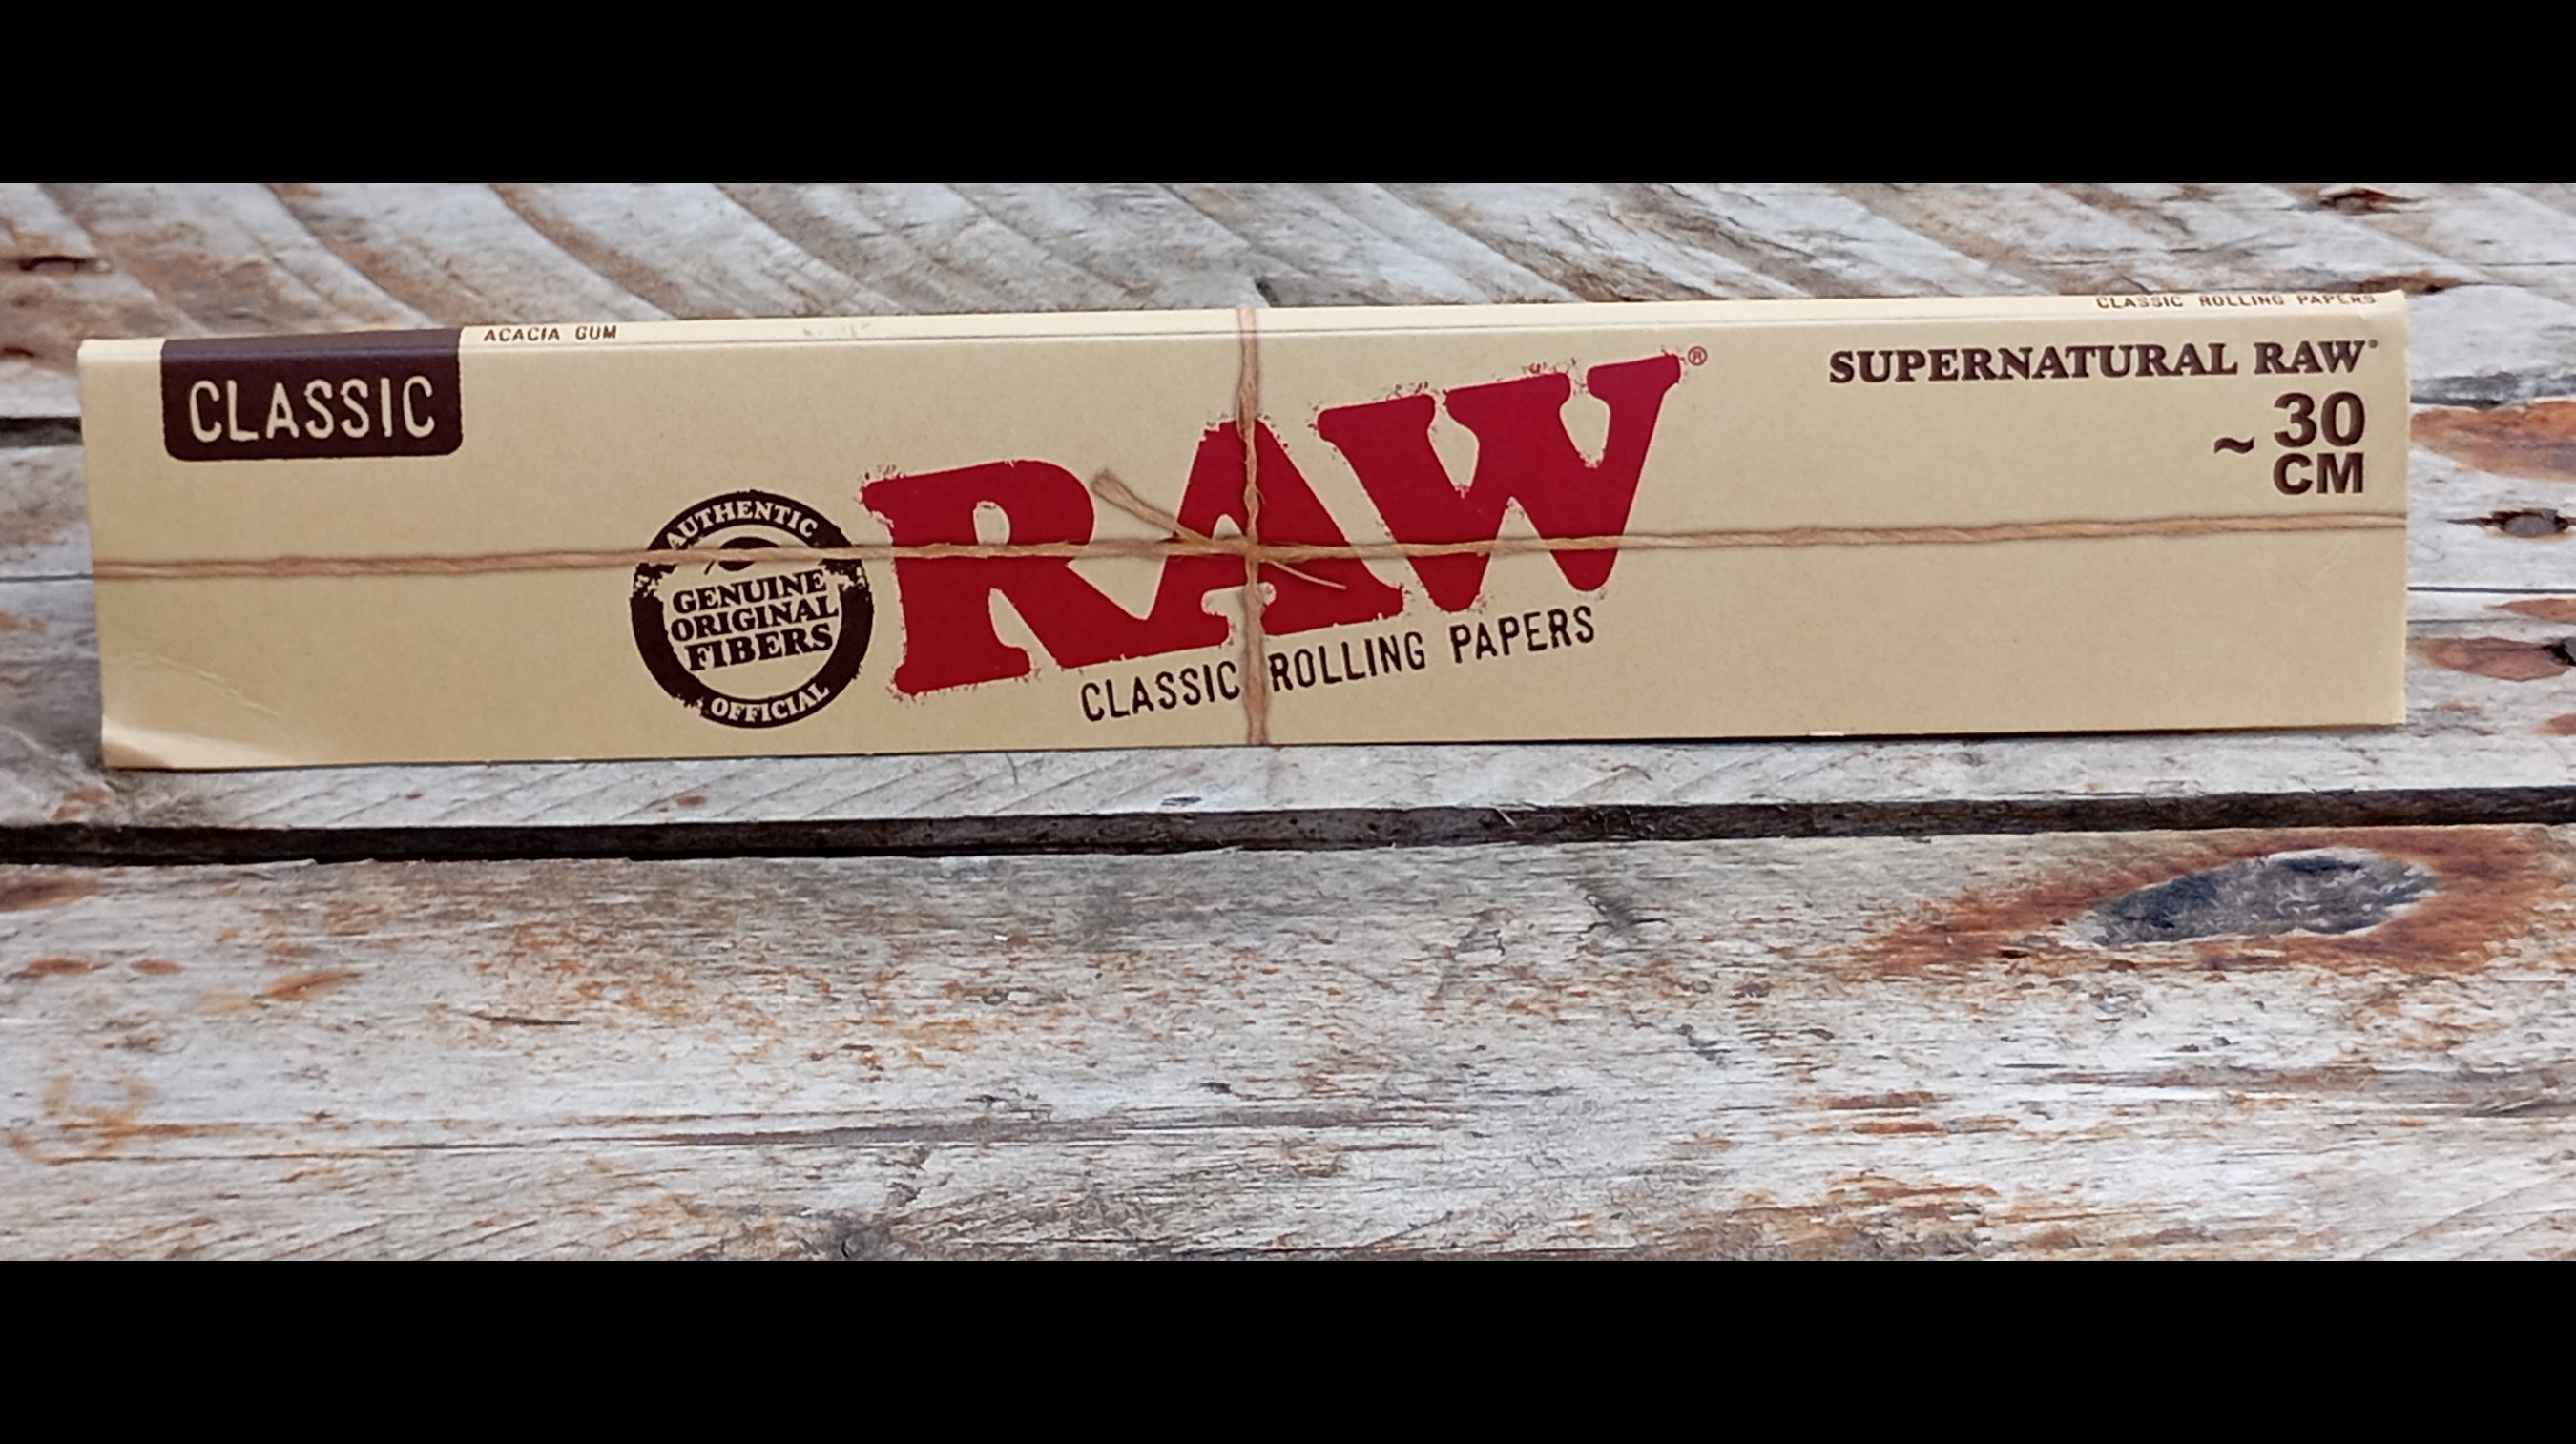 CLASSIC
ACACIA GUM
CLASSIC ROLLING PAPERS
SUPERNATURAL RAW
~ 30
CM
RAW®
CLASSIC ROLLING PAPERS
AUTHENTIC
GENUINE
ORIGINAL
FIBERS
OFFICIAL